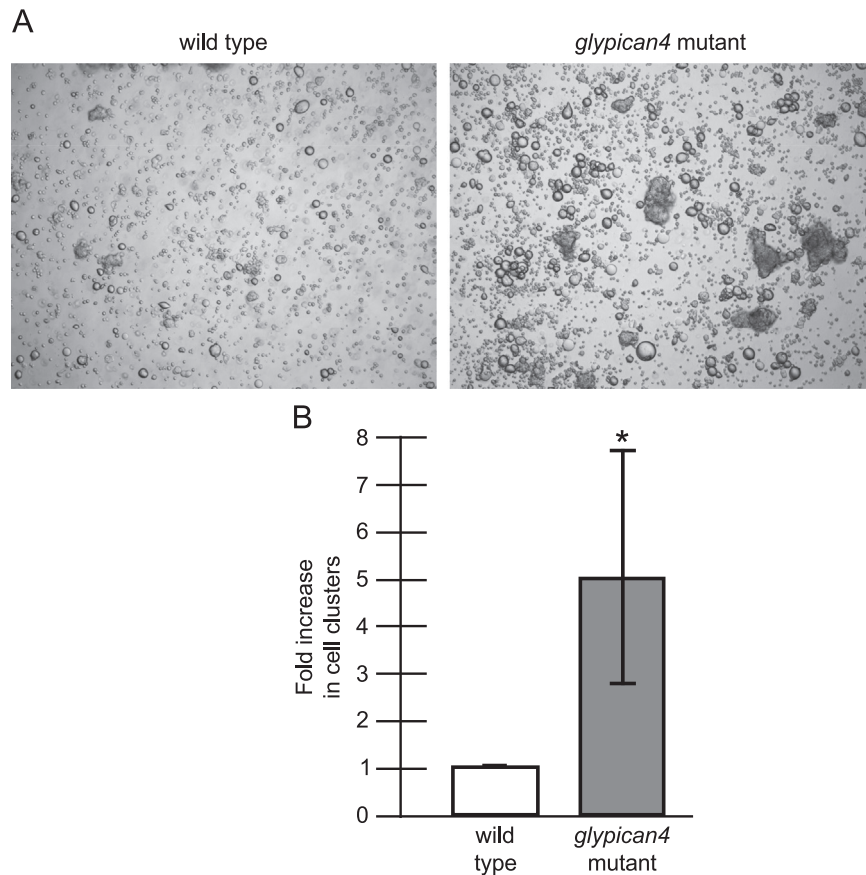 A
wild type
glypican4 mutant
B
8
7
6
5
4
3
2
1
0
Fold increase
in cell clusters
*
wild
type
glypican4
mutant